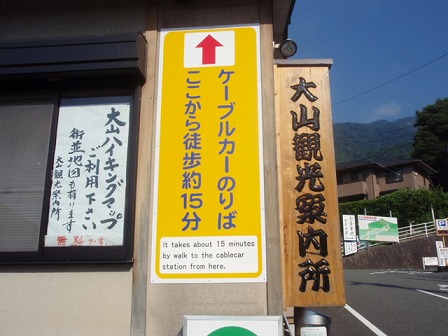 ケーブルカーのりば
ここから徒歩約15分
It takes about 15 minutes
by walk to the cablecar
station from here.
大山観光案内所
大山ハイキングマップ
ご利用下さい
街並地図も有ります
大山観光案内所
無料です